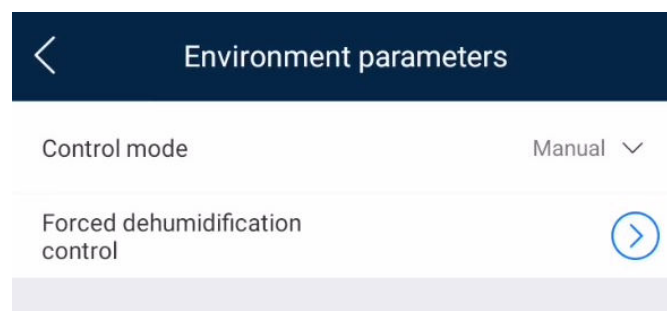 Environment parameters
Control mode
Manual
Forced dehumidification
control